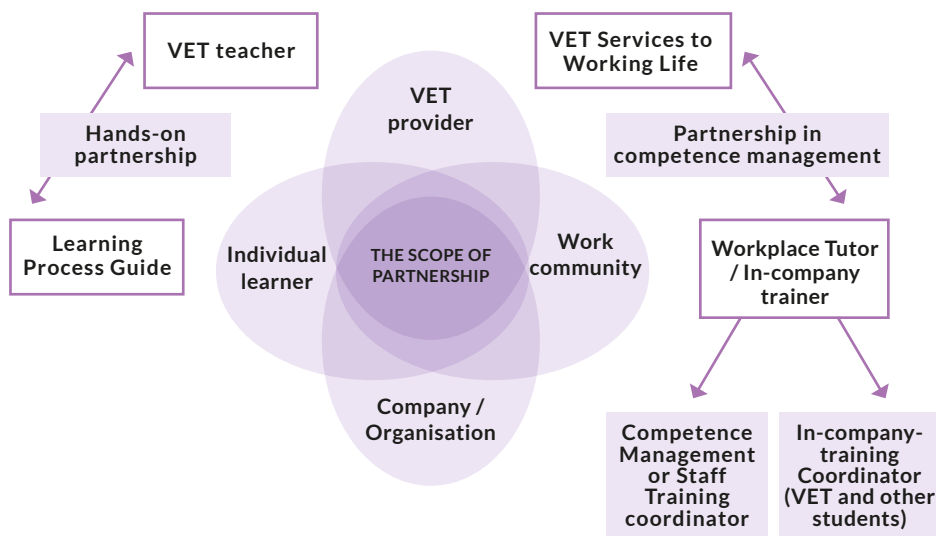 VET teacher
Hands-on
partnership
Learning
Process Guide
VET
provider
Individual
learner
THE SCOPE OF
PARTNERSHIP
Work
community
Company /
Organisation
VET Services to
Working Life
Partnership in
competence management
Workplace Tutor
/ In-company
trainer
Competence
Management
or Staff
Training
coordinator
In-company-
training
Coordinator
(VET and other
students)